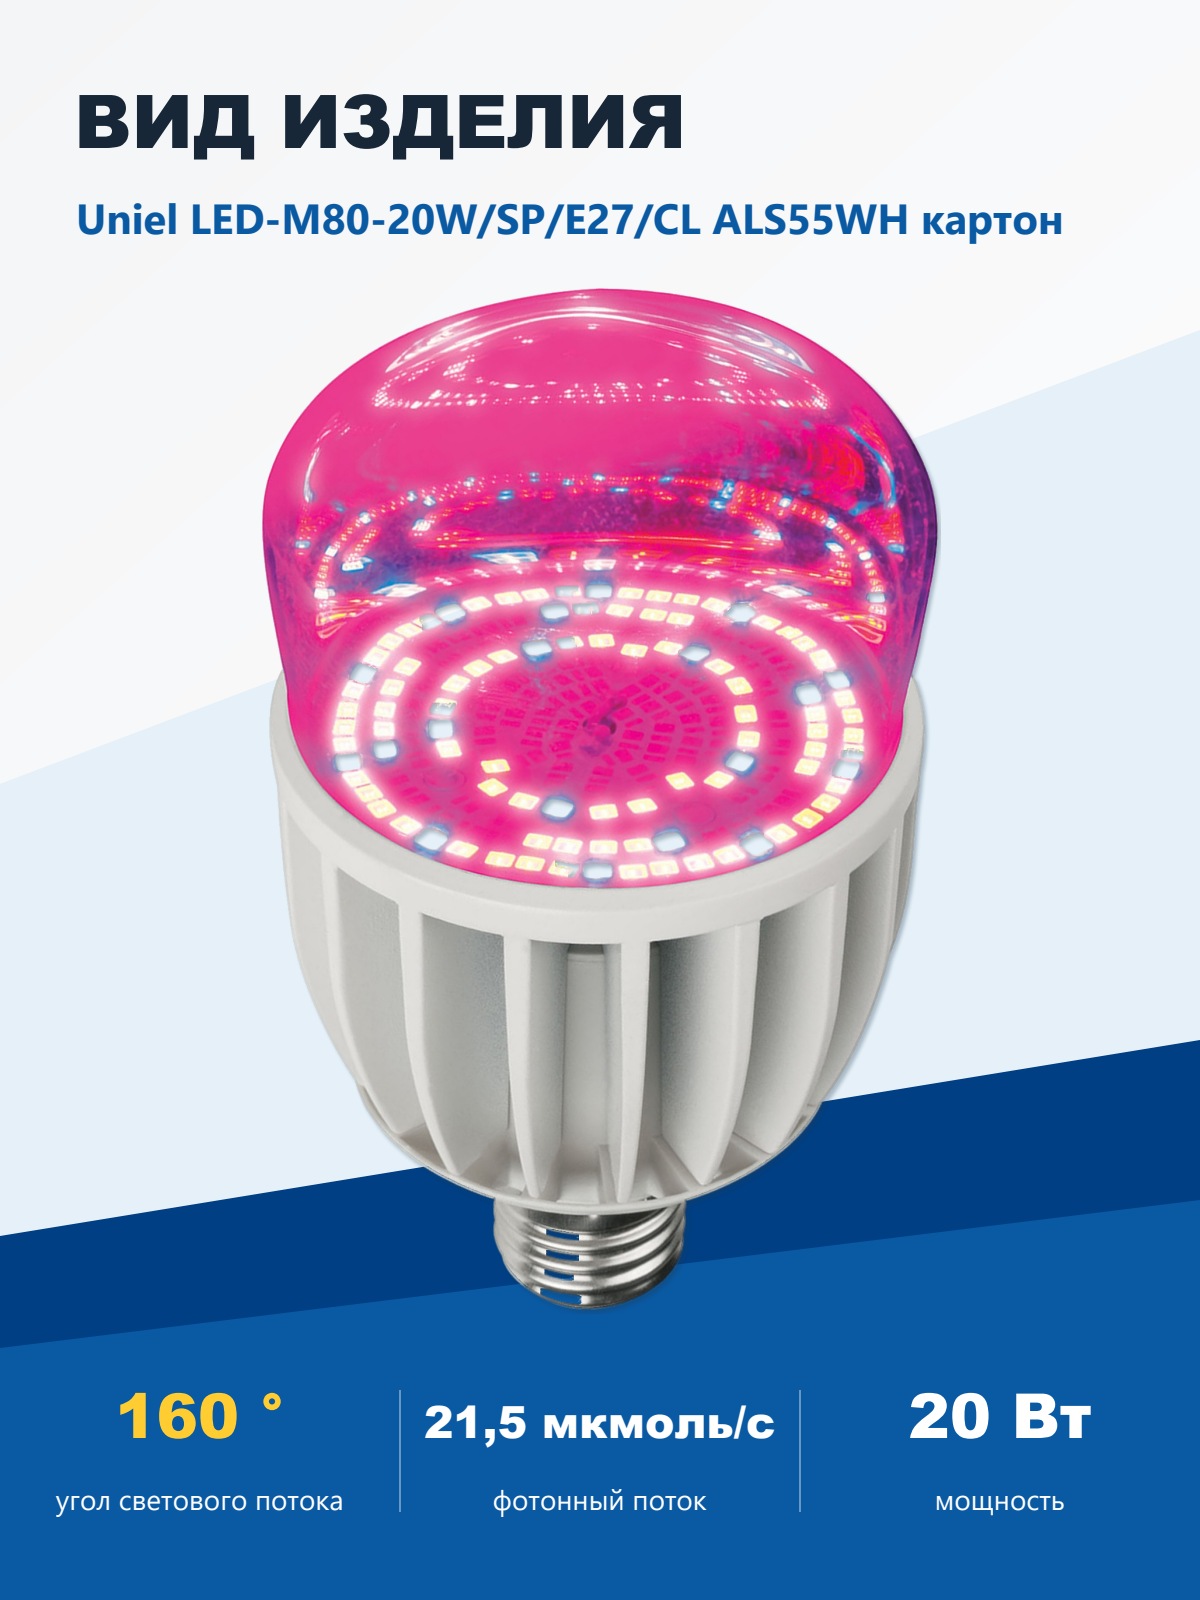 ВИД ИЗДЕЛИЯ
Uniel LED-M80-20W/SP/E27/CL ALS55WH картон
160 °
21,5 мкмоль/с
20 Вт
угол светового потока
фотонный поток
мощность